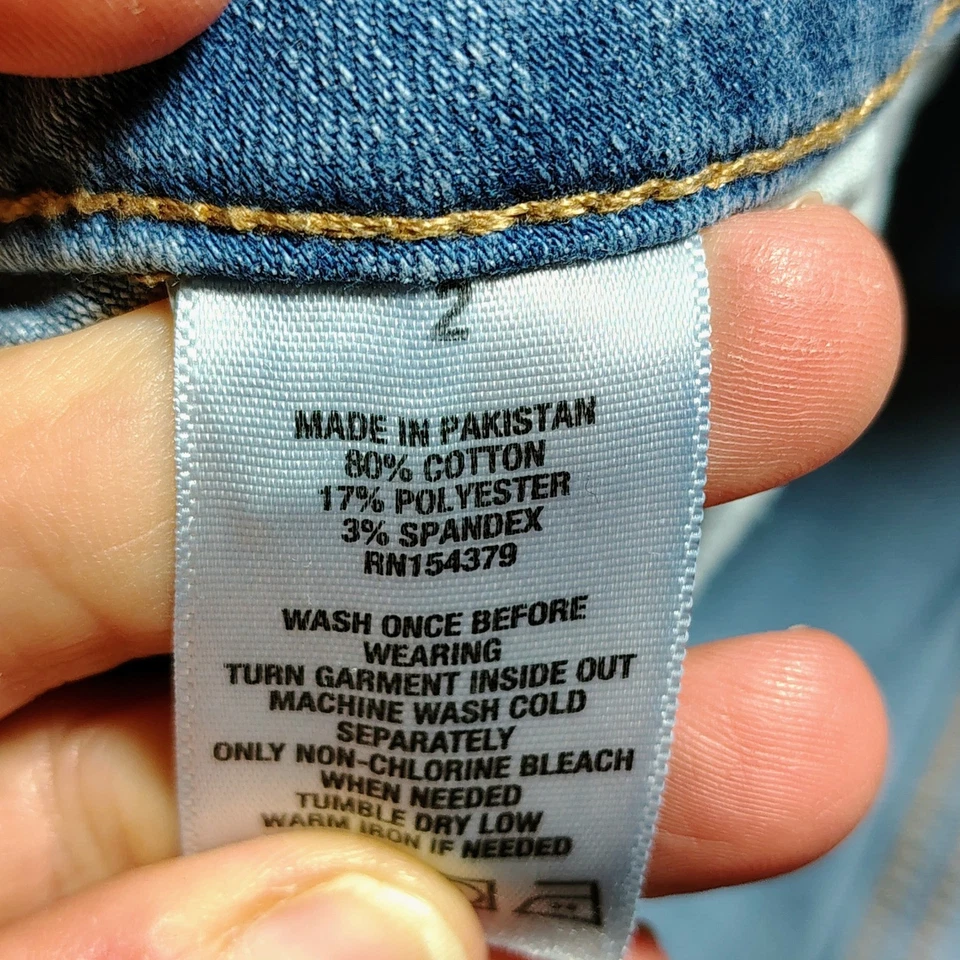 2
MADE IN PAKISTAN
80% COTTON
17% POLYESTER
3% SPANDEX
RN154379
WASH ONCE BEFORE
WEARING
TURN GARMENT INSIDE OUT
MACHINE WASH COLD
SEPARATELY
ONLY NON-CHLORINE BLEACH
WHEN NEEDED
TUMBLE DRY LOW
WARM IRON IF NEEDED